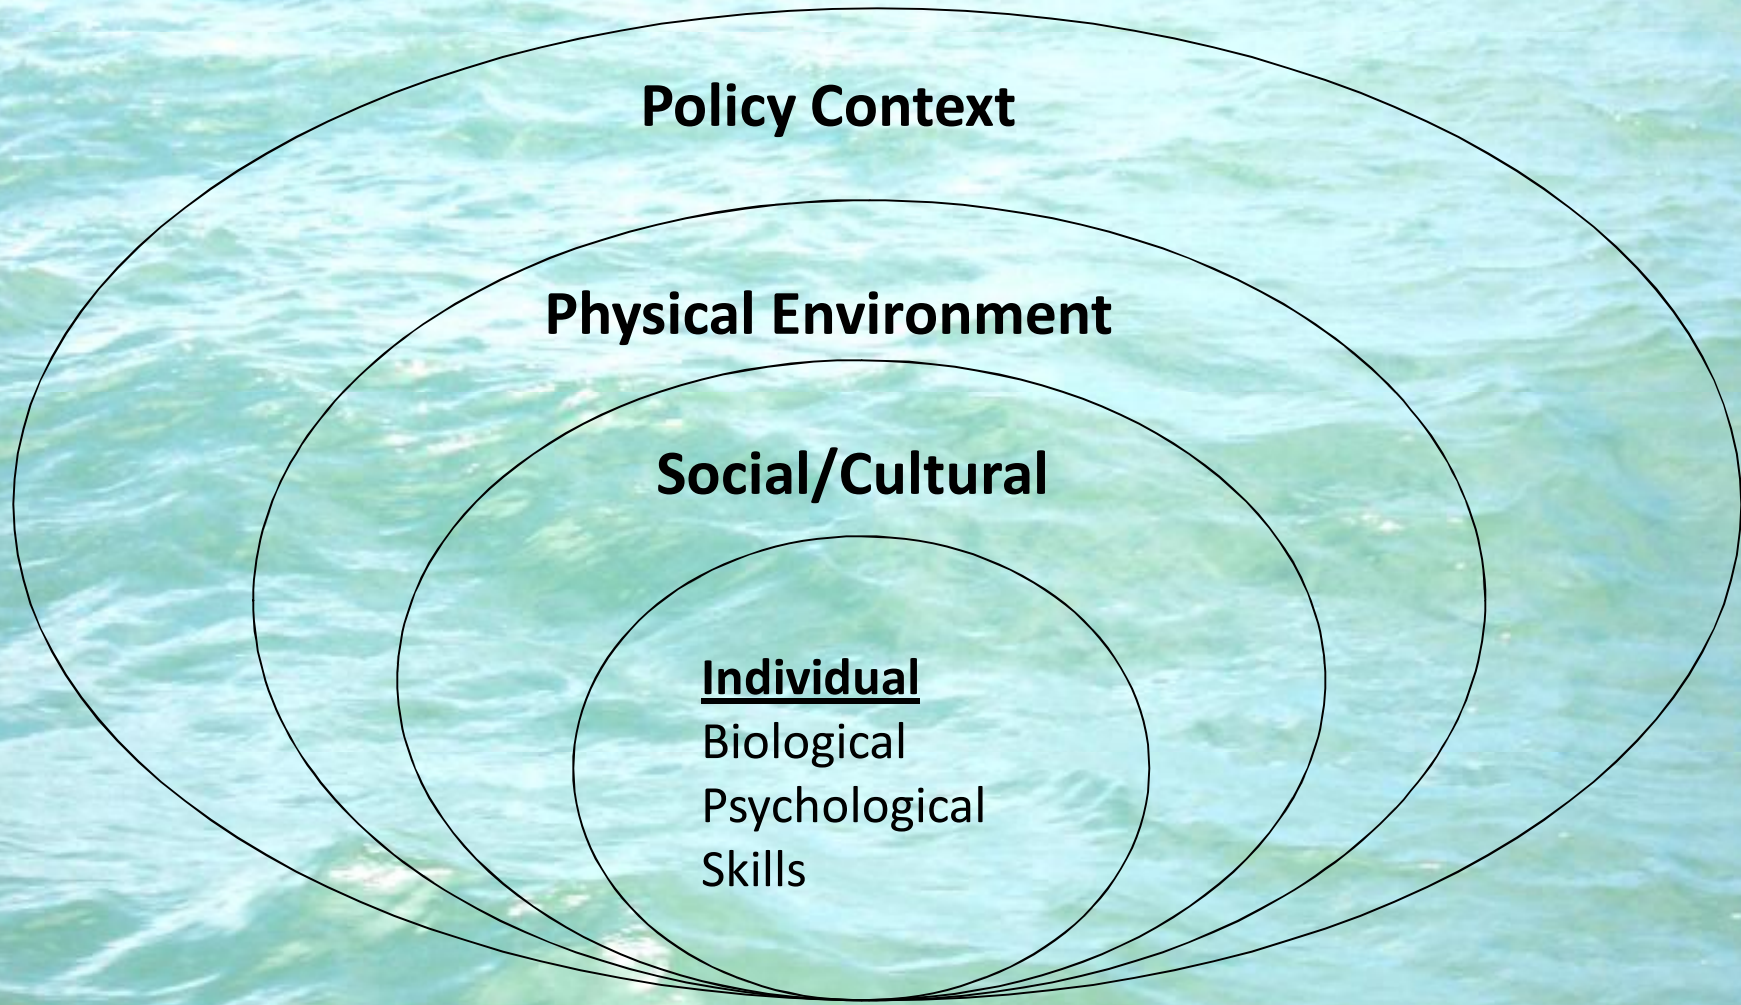 Policy Context
Physical Environment
Social/Cultural
Individual
Biological
Psychological
Skills